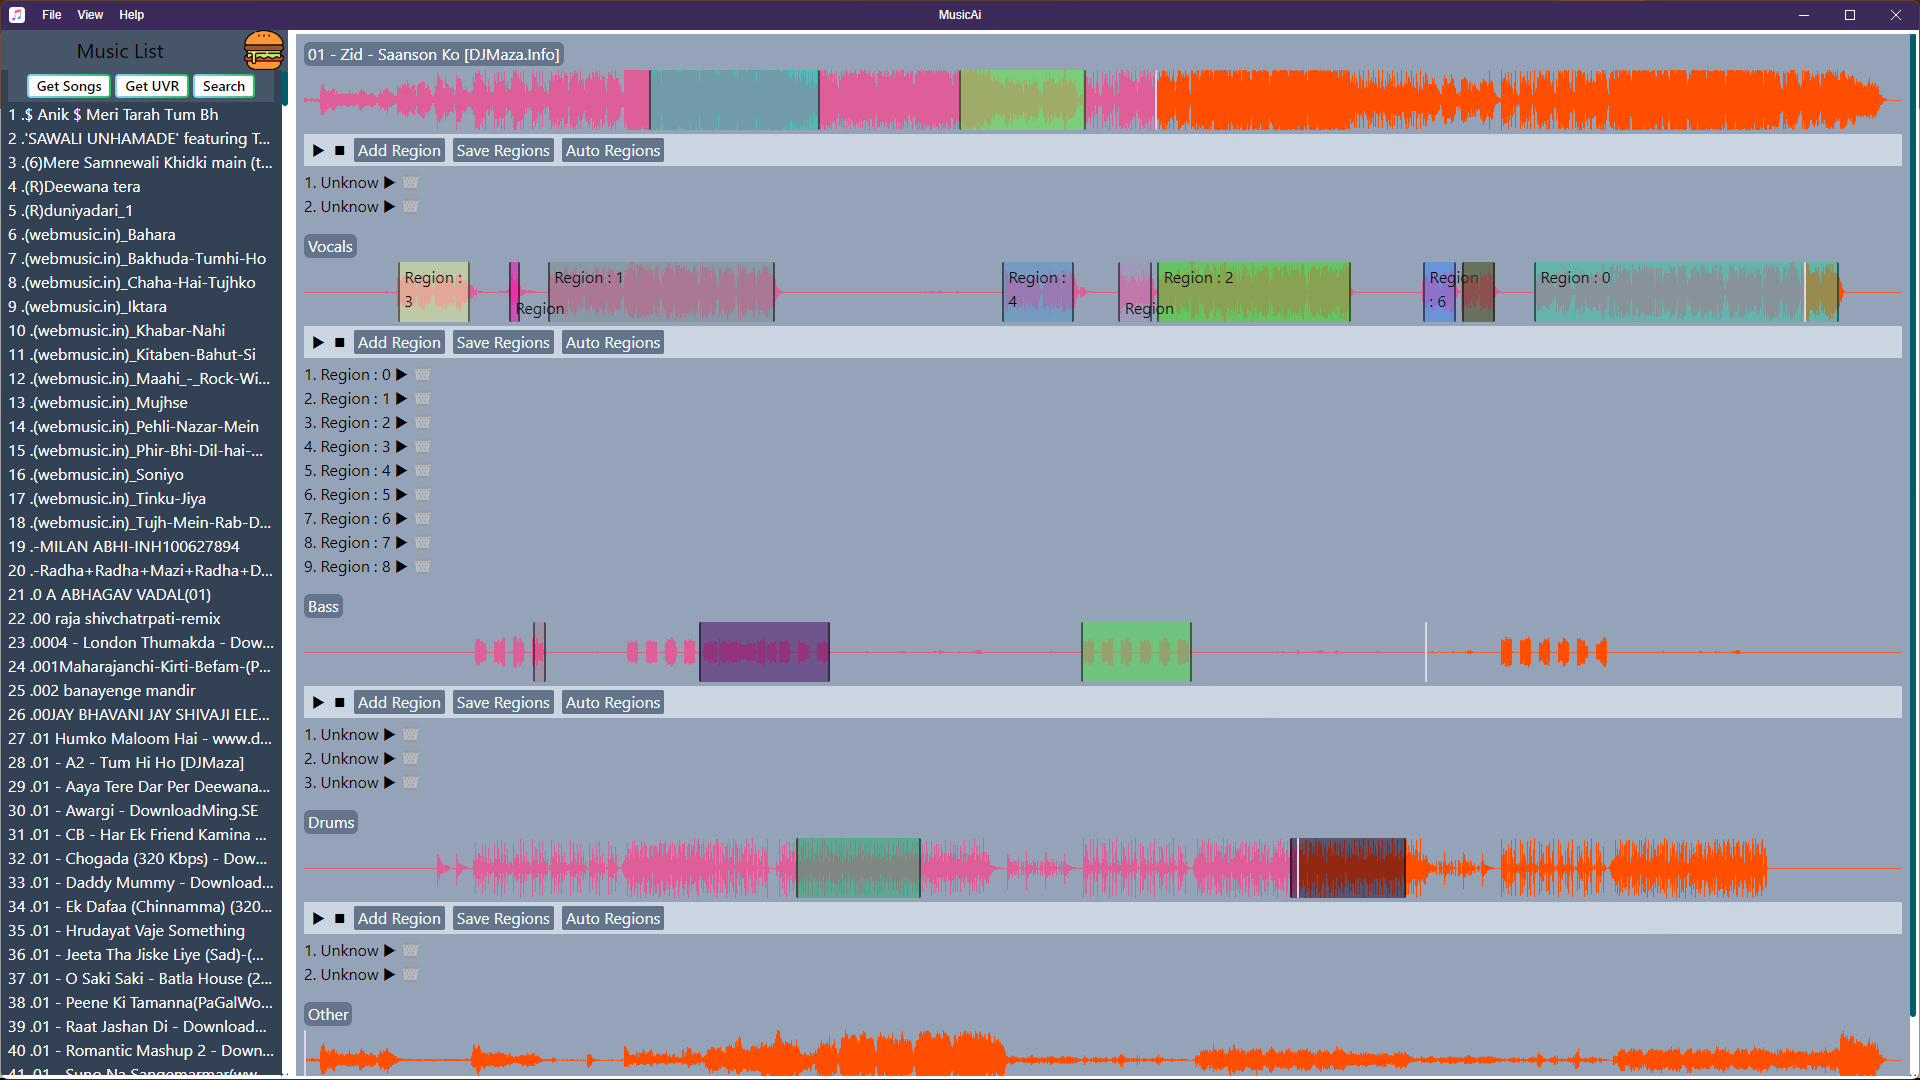 File View Help
MusicAi
Music List
Get Songs Get UVR Search
1 .$ Anik $ Meri Tarah Tum Bh
2 .'SAWALI UNHAMADE' featuring T...
3 .(6)Mere Samnewali Khidki main (t...
4 .(R)Deewana tera
5 .(R)duniyadari_1
6 .(webmusic.in)_Bahara
7 .(webmusic.in)_Bakhuda-Tumhi-Ho
8 .(webmusic.in)_Chaha-Hai-Tujhko
9 .(webmusic.in)_Iktara
10 .(webmusic.in)_Khabar-Nahi
11 .(webmusic.in)_Kitaben-Bahut-Si
12 .(webmusic.in)_Maahi_-_Rock-Wi...
13 .(webmusic.in)_Mujhse
14 .(webmusic.in)_Pehli-Nazar-Mein
15 .(webmusic.in)_Phir-Bhi-Dil-hai-...
16 .(webmusic.in)_Soniyo
17 .(webmusic.in)_Tinku-Jiya
18 .(webmusic.in)_Tujh-Mein-Rab-D...
19 .-MILAN ABHI-INH100627894
20 .-Radha+Radha+Mazi+Radha+D...
21 .0 A ABHAGAV VADAL(01)
22 .00 raja shivchatrpati-remix
23 .0004 - London Thumakda - Dow...
24 .001Maharajanchi-Kirti-Befam-(P...
25 .002 banayenge mandir
26 .00JAY BHAVANI JAY SHIVAJI ELE...
27 .01 Humko Maloom Hai - www.d...
28 .01 - A2 - Tum Hi Ho [DJMaza]
29 .01 - Aaya Tere Dar Per Deewana...
30 .01 - Awargi - DownloadMing.SE
31 .01 - CB - Har Ek Friend Kamina ...
32 .01 - Chogada (320 Kbps) - Dow...
33 .01 - Daddy Mummy - Download...
34 .01 - Ek Dafaa (Chinnamma) (320...
35 .01 - Hrudayat Vaje Something
36 .01 - Jeeta Tha Jiske Liye (Sad)-(...
37 .01 - O Saki Saki - Batla House (2...
38 .01 - Peene Ki Tamanna(PaGalWo...
39 .01 - Raat Jashan Di - Download...
40 .01 - Romantic Mashup 2 - Down...
41 .01 - Suno Na Sangemarmar(ww...
01 - Zid - Saanson Ko [DJMaza.Info]
Add Region Save Regions Auto Regions
1. Unknow
2. Unknow
Vocals
Region : 3
Region
Region : 1
Region : 4
Region
Region : 2
Region : 6
Region : 0
Add Region Save Regions Auto Regions
1. Region : 0
2. Region : 1
3. Region : 2
4. Region : 3
5. Region : 4
6. Region : 5
7. Region : 6
8. Region : 7
9. Region : 8
Bass
Add Region Save Regions Auto Regions
1. Unknow
2. Unknow
3. Unknow
Drums
Add Region Save Regions Auto Regions
1. Unknow
2. Unknow
Other